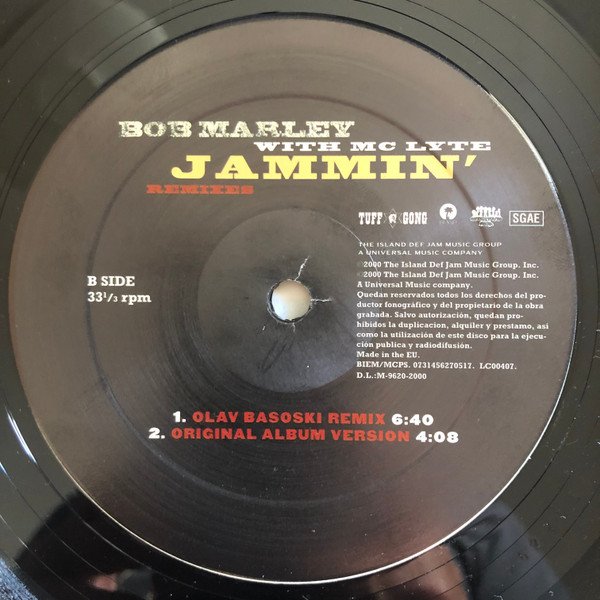 BOB MARLEY
WITH MC LYTE
JAMMIN'
REMIXES
TUFF GONG
SGAE
THE ISLAND DEF JAM MUSIC GROUP
A UNIVERSAL MUSIC COMPANY
℗2000 The Island Def Jam Music Group. Inc.
©2000 The Island Def Jam Music Group. Inc.
A Universal Music company.
Quedan reservados todos los derechos del pro-
ductor fonográfico y del propietario de la obra
grabada. Salvo autorización, quedan pro-
hibidos la duplicacion, alquiler y prestamo, asi
como la utilización de este disco para la ejecu-
ción publica y radiodifusión.
Made in the EU.
BIEM/MCPS. 0731456270517. LC00407.
D.L.:M-9620-2000
B SIDE
33 1/3 rpm
1. OLAV BASOSKI REMIX 6:40
2. ORIGINAL ALBUM VERSION 4:08